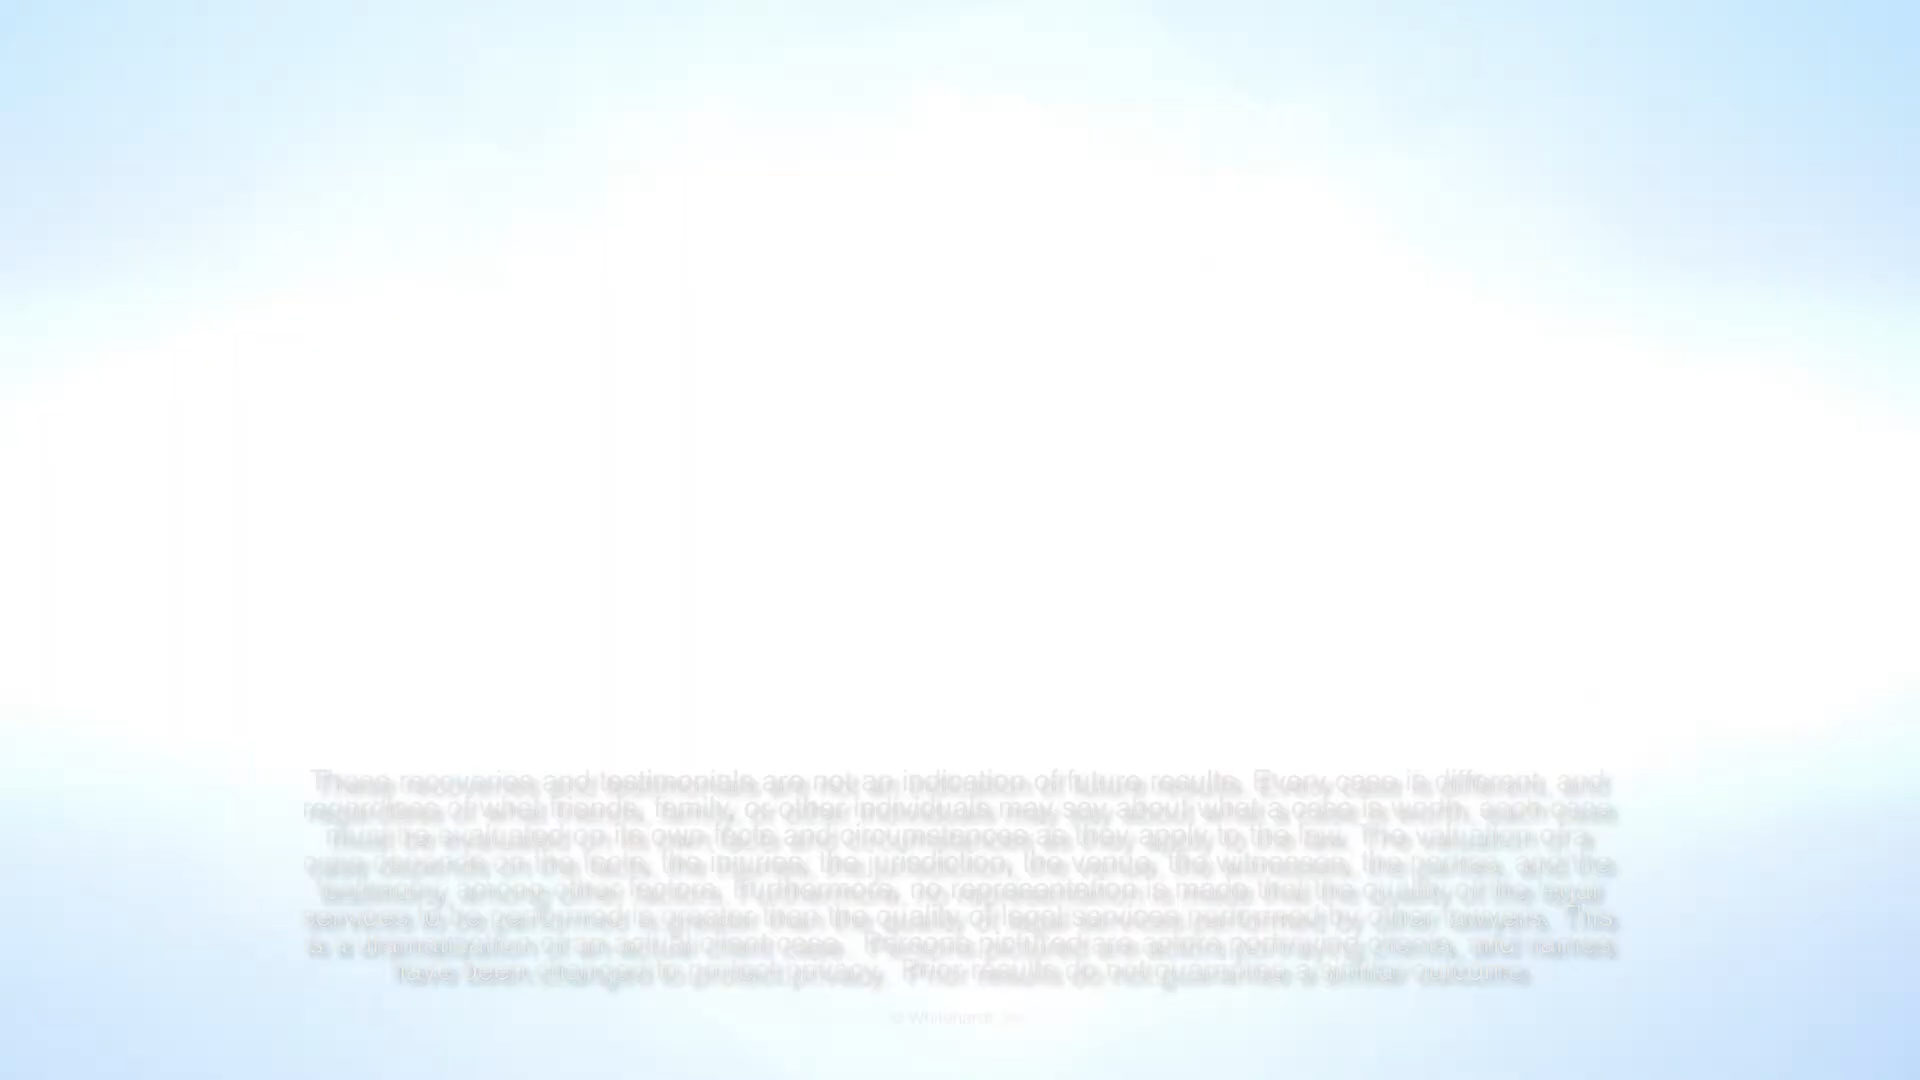 These recoveries and testimonials are not an indication of future results. Every case is different, and
regardless of what friends, family, or other individuals may say about what a case is worth, each case
must be evaluated on its own facts and circumstances as they apply to the law. The valuation of a
case depends on the facts, the injuries, the jurisdiction, the venue, the witnesses, the parties, and the
testimony, among other factors. Furthermore, no representation is made that the quality of the legal
services to be performed is greater than the quality of legal services performed by other lawyers. This
is a dramatization of an actual client case. Persons pictured are actors portraying clients, and names
have been changed to protect privacy. Prior results do not guarantee a similar outcome.
© Whitehardt, Inc.